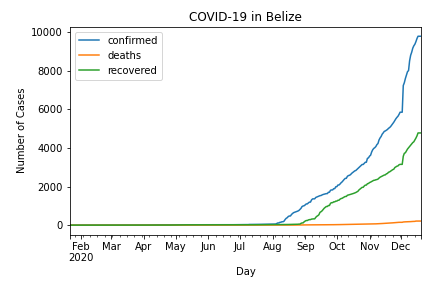 COVID-19 in Belize
confirmed
deaths
recovered
Number of Cases
10000
8000
6000
4000
2000
0
Feb Mar Apr May Jun Jul Aug Sep Oct Nov Dec
2020
Day